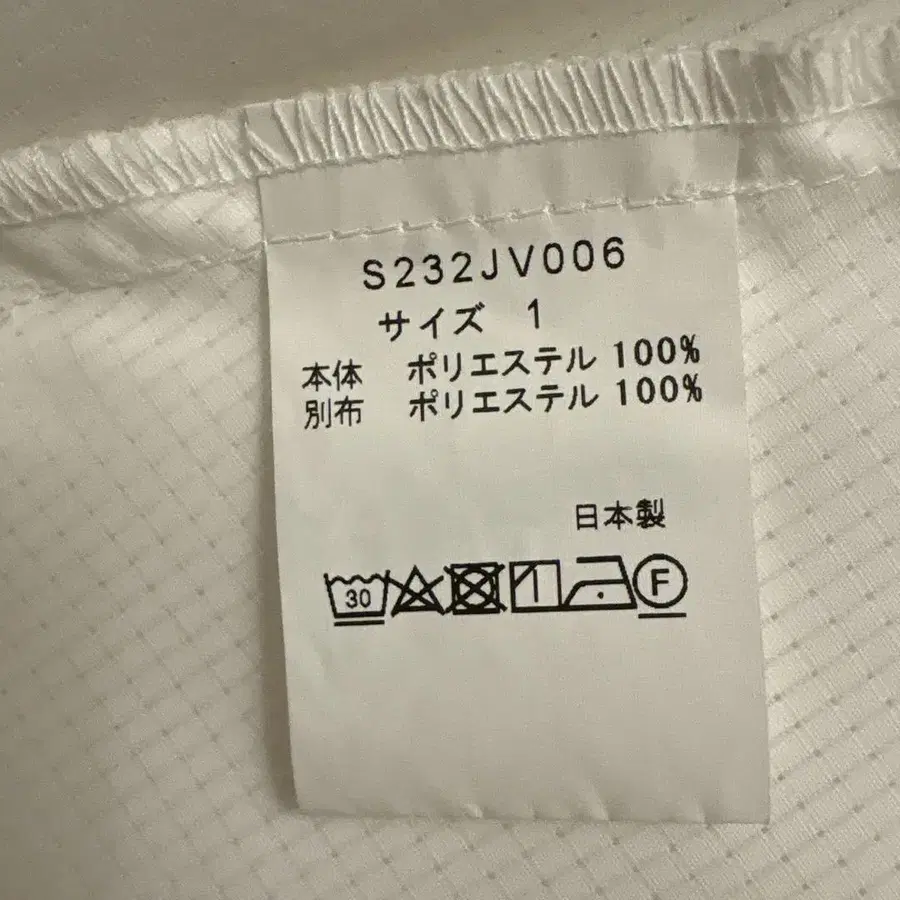 S232JV006
サイズ 1
本体 ポリエステル 100%
別布 ポリエステル 100%
日本製
30 F